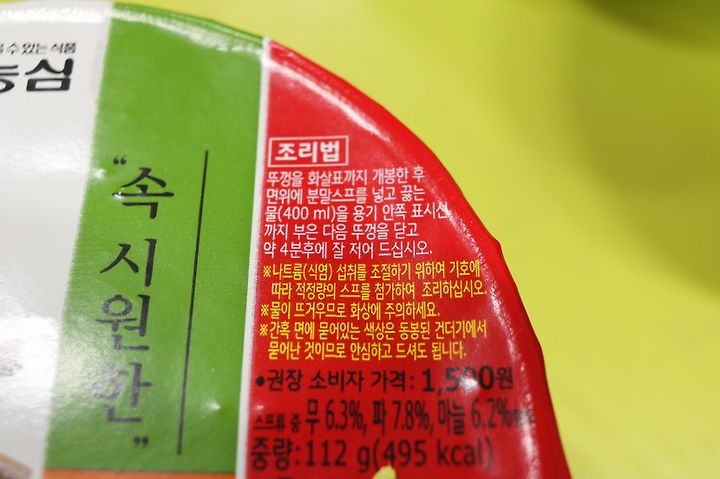 수 있는 식품
농심
“속 시원한”
조리법
뚜껑을 화살표까지 개봉한 후
면위에 분말스프를 넣고 끓는
물(400 ml)을 용기 안쪽 표시선
까지 부은 다음 뚜껑을 닫고
약 4분후에 잘 저어 드십시오.
※나트륨(식염) 섭취를 조절하기 위하여 기호에
따라 적정량의 스프를 첨가하여 조리하십시오.
※물이 뜨거우므로 화상에 주의하세요.
※간혹 면에 묻어있는 색상은 동봉된 건더기에서
묻어난 것이므로 안심하고 드셔도 됩니다.
●권장 소비자 가격: 1,500원
스프류 중 무 6.3%, 파 7.8%, 마늘 6.2%
중량:112 g(495 kcal)